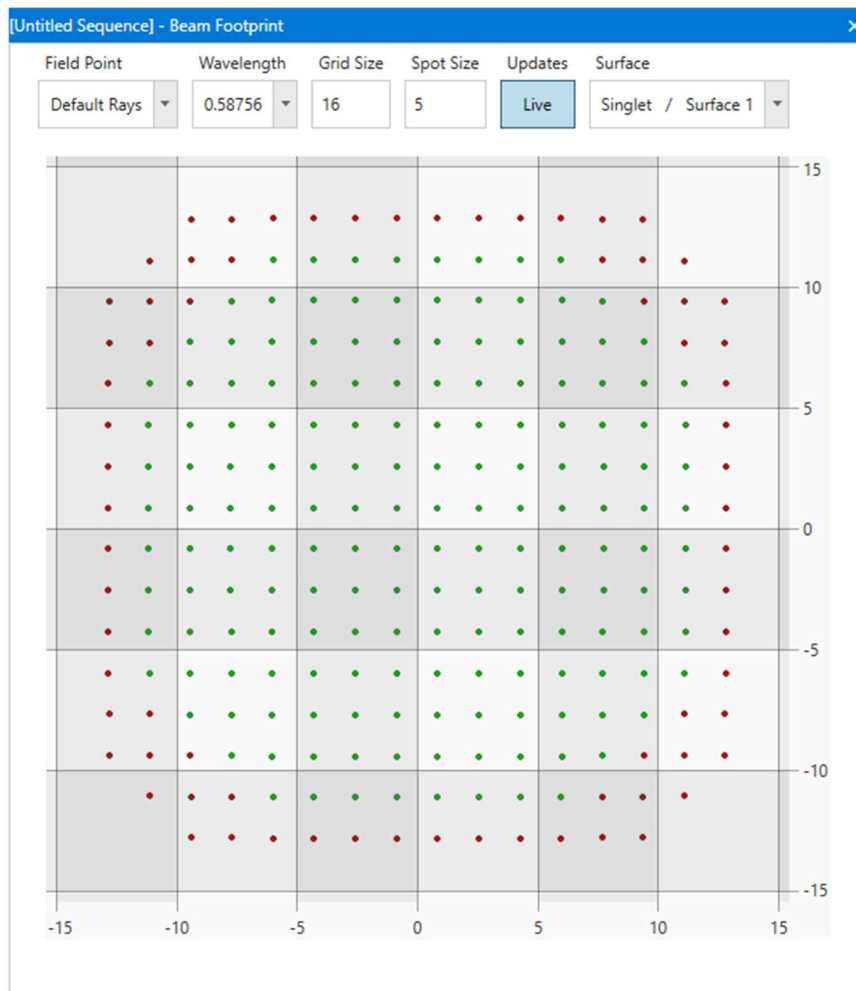 [Untitled Sequence] - Beam Footprint ×
Field Point Wavelength Grid Size Spot Size Updates Surface
Default Rays 0.58756 16 5 Live Singlet / Surface 1
15
10
5
0
-5
-10
-15
-15 -10 -5 0 5 10 15